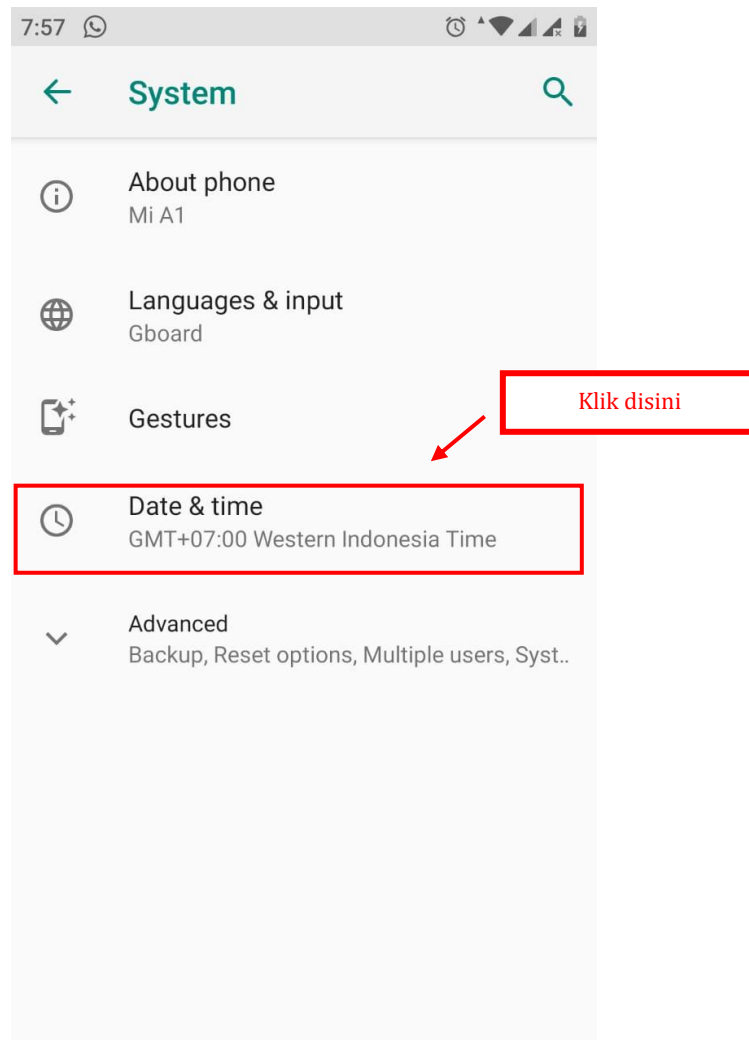 7:57
System
About phone
Mi A1
Languages & input
Gboard
Gestures
Klik disini
Date & time
GMT+07:00 Western Indonesia Time
Advanced
Backup, Reset options, Multiple users, Syst..